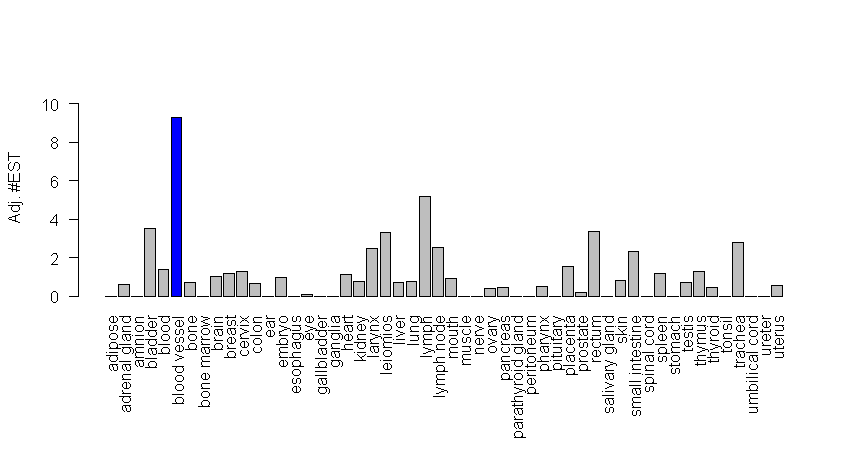 Adj. #EST
10
8
6
4
2
0
adipose
adrenal gland
amnion
bladder
blood
blood vessel
bone
bone marrow
brain
breast
cervix
colon
ear
embryo
esophagus
eye
gallbladder
ganglia
heart
kidney
larynx
leiomios
liver
lung
lymph
lymph node
mouth
muscle
nerve
ovary
pancreas
parathyroid gland
peritoneum
pharynx
pituitary
placenta
prostate
rectum
salivary gland
skin
small intestine
spinal cord
spleen
stomach
testis
thymus
thyroid
tonsil
trachea
umbilical cord
ureter
uterus